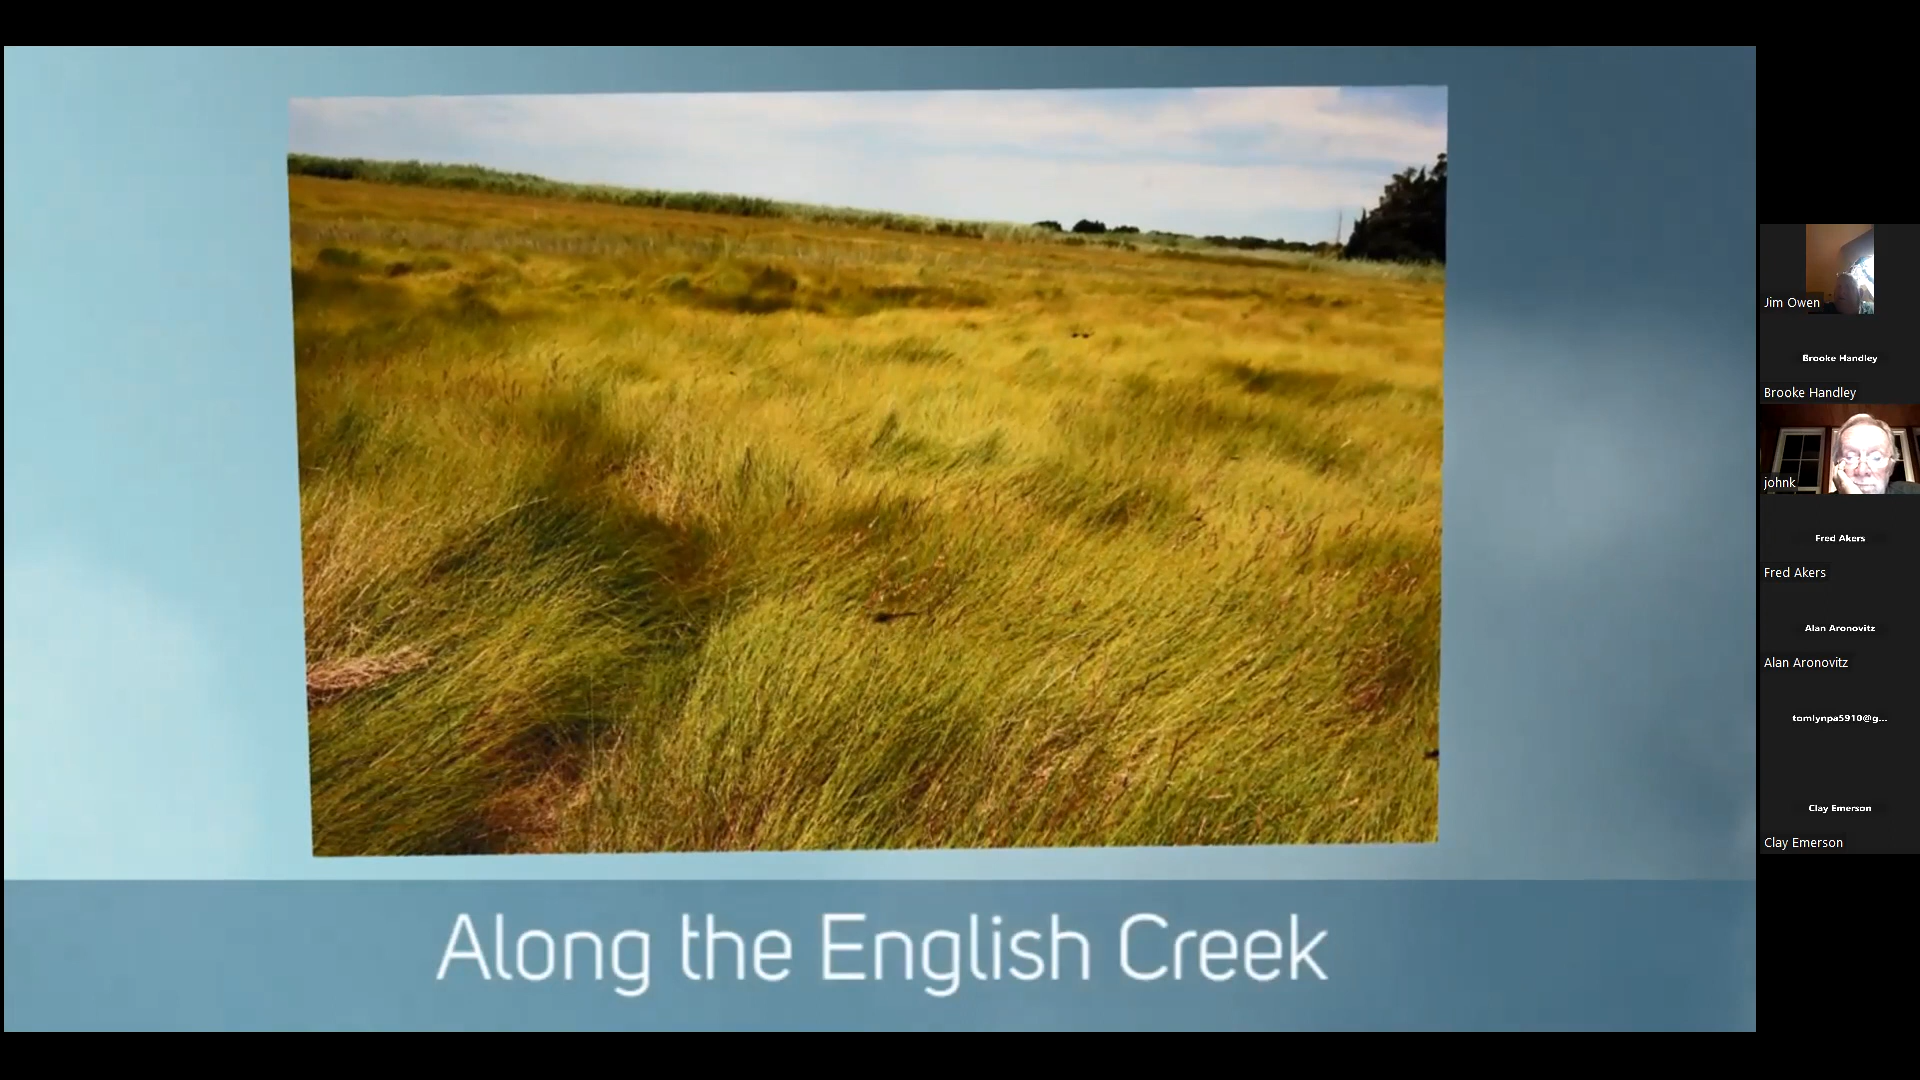 Along the English Creek
Jim Owen
Brooke Handley
Brooke Handley
johnk
Fred Akers
Fred Akers
Alan Aronovitz
Alan Aronovitz
tomlynpa5910@g...
Clay Emerson
Clay Emerson